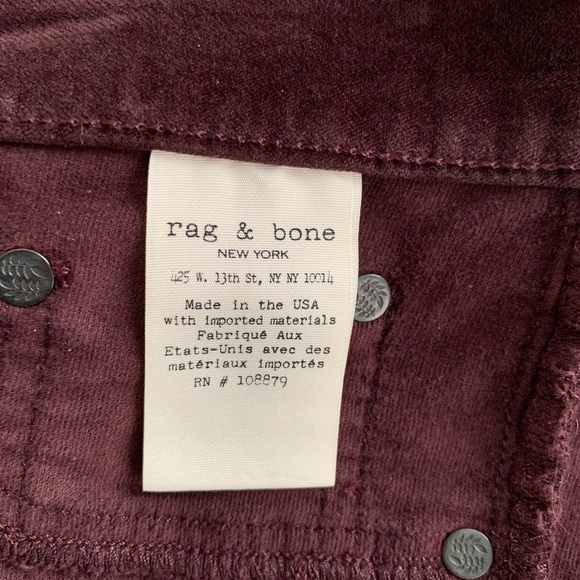 rag & bone
NEW YORK
425 W. 13th St, NY NY 10014
Made in the USA
with imported materials
Fabriqué Aux
Etats-Unis avec des
matériaux importés
RN # 108879